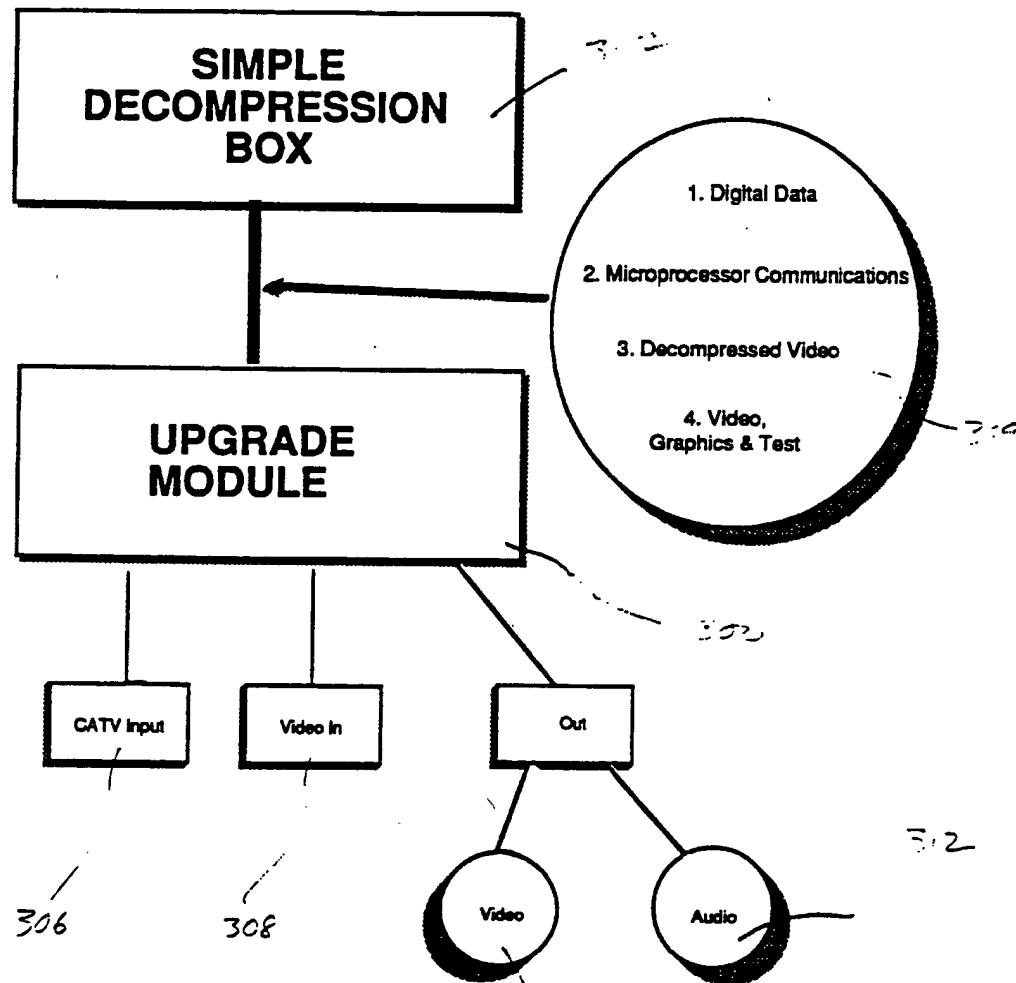 SIMPLE
DECOMPRESSION
BOX
1. Digital Data
2. Microprocessor Communications
3. Decompressed Video
4. Video,
Graphics & Test
UPGRADE
MODULE
CATV Input
Video In
Out
312
306
308
Video
Audio